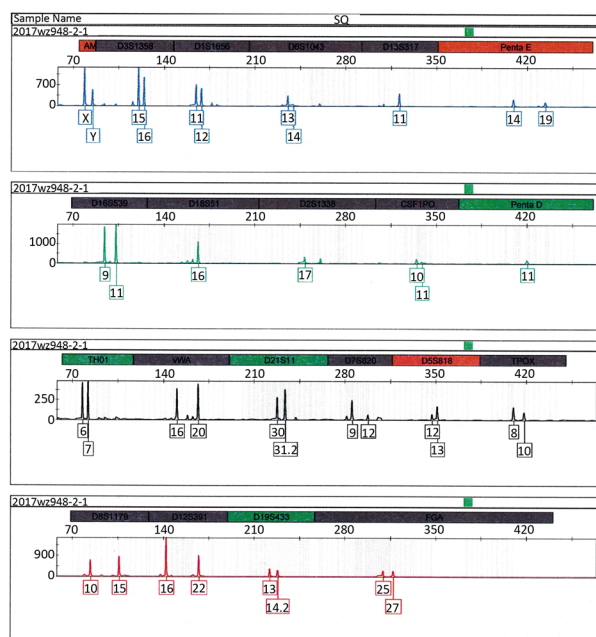 Sample Name SQ
2017wz948-2-1
AM D3S1358 D1S1656 D6S1043 D13S317 Penta E
70 140 210 280 350 420
700
0
X 15 11 13 11 14 19
Y 16 12 14
2017wz948-2-1
D16S539 D18S51 D2S1338 CSF1PO Penta D
70 140 210 280 350 420
1000
0
9 16 17 10 11
11 11
2017wz948-2-1
TH01 vWA D21S11 D7S820 D5S818 TPOX
70 140 210 280 350 420
250
0
6 16 20 30 9 12 12 8
7 31.2 13 10
2017wz948-2-1
D8S1179 D12S391 D19S433 FGA
70 140 210 280 350 420
900
0
10 15 16 22 13 25
14.2 27